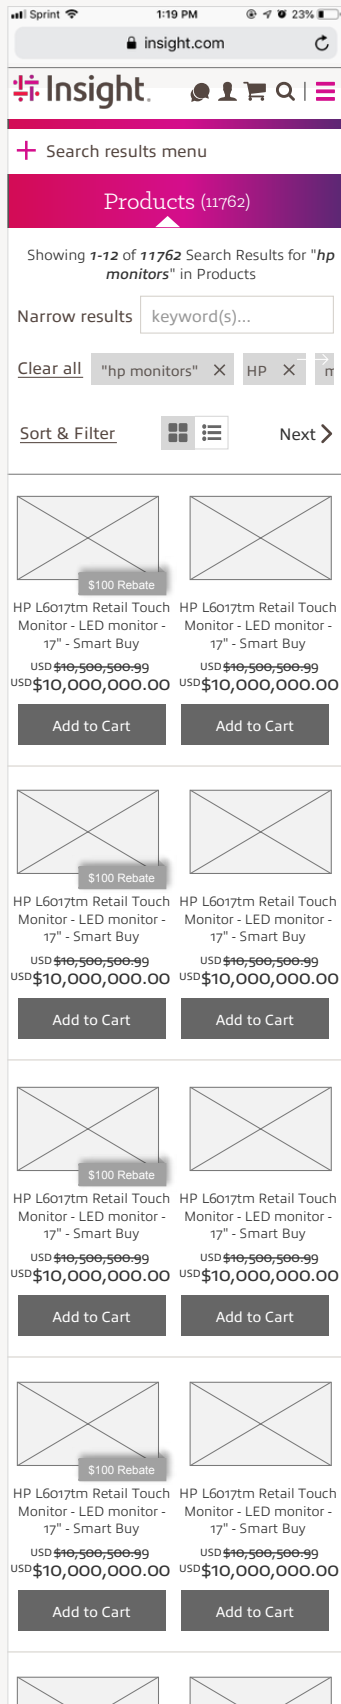 Sprint 1:19 PM 23%
insight.com
Insight.
Search results menu
Products (11762)
Showing 1-12 of 11762 Search Results for "hp
monitors" in Products
Narrow results keyword(s)...
Clear all "hp monitors" HP m
Sort & Filter Next
$100 Rebate
HP L6017tm Retail Touch HP L6017tm Retail Touch
Monitor - LED monitor - Monitor - LED monitor -
17" - Smart Buy 17" - Smart Buy
USD $10,500,500.99 USD $10,500,500.99
USD $10,000,000.00 USD $10,000,000.00
Add to Cart Add to Cart
$100 Rebate
HP L6017tm Retail Touch HP L6017tm Retail Touch
Monitor - LED monitor - Monitor - LED monitor -
17" - Smart Buy 17" - Smart Buy
USD $10,500,500.99 USD $10,500,500.99
USD $10,000,000.00 USD $10,000,000.00
Add to Cart Add to Cart
$100 Rebate
HP L6017tm Retail Touch HP L6017tm Retail Touch
Monitor - LED monitor - Monitor - LED monitor -
17" - Smart Buy 17" - Smart Buy
USD $10,500,500.99 USD $10,500,500.99
USD $10,000,000.00 USD $10,000,000.00
Add to Cart Add to Cart
$100 Rebate
HP L6017tm Retail Touch HP L6017tm Retail Touch
Monitor - LED monitor - Monitor - LED monitor -
17" - Smart Buy 17" - Smart Buy
USD $10,500,500.99 USD $10,500,500.99
USD $10,000,000.00 USD $10,000,000.00
Add to Cart Add to Cart